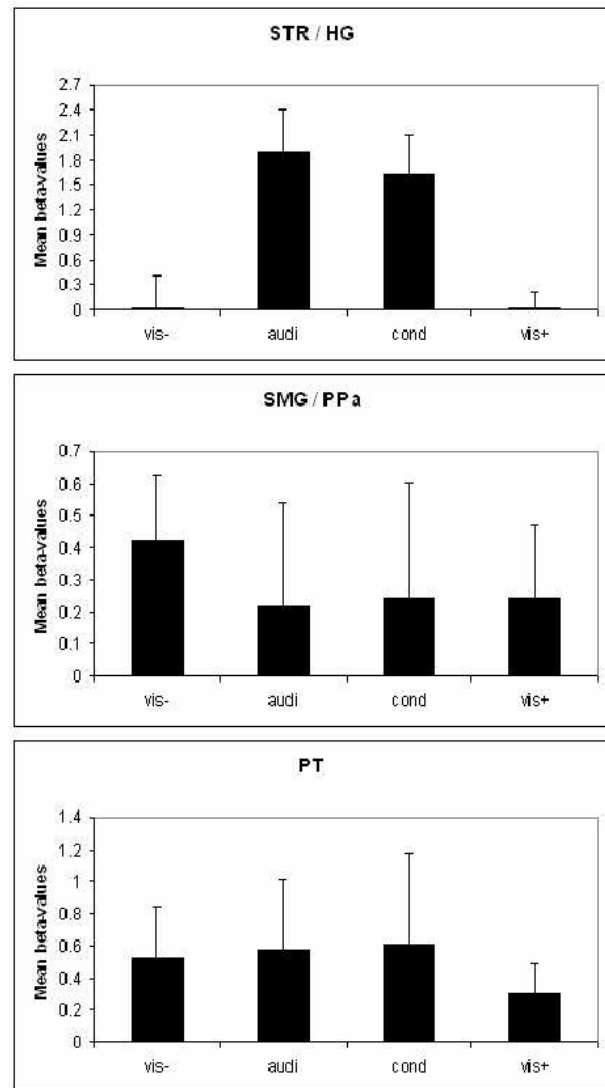 STR / HG
Mean beta-values
2.7
2.4
2.1
1.8
1.5
1.2
0.9
0.6
0.3
0
vis- audi cond vis+
SMG / PPa
Mean beta-values
0.7
0.6
0.5
0.4
0.3
0.2
0.1
0
vis- audi cond vis+
PT
Mean beta-values
1.4
1.2
1
0.8
0.6
0.4
0.2
0
vis- audi cond vis+